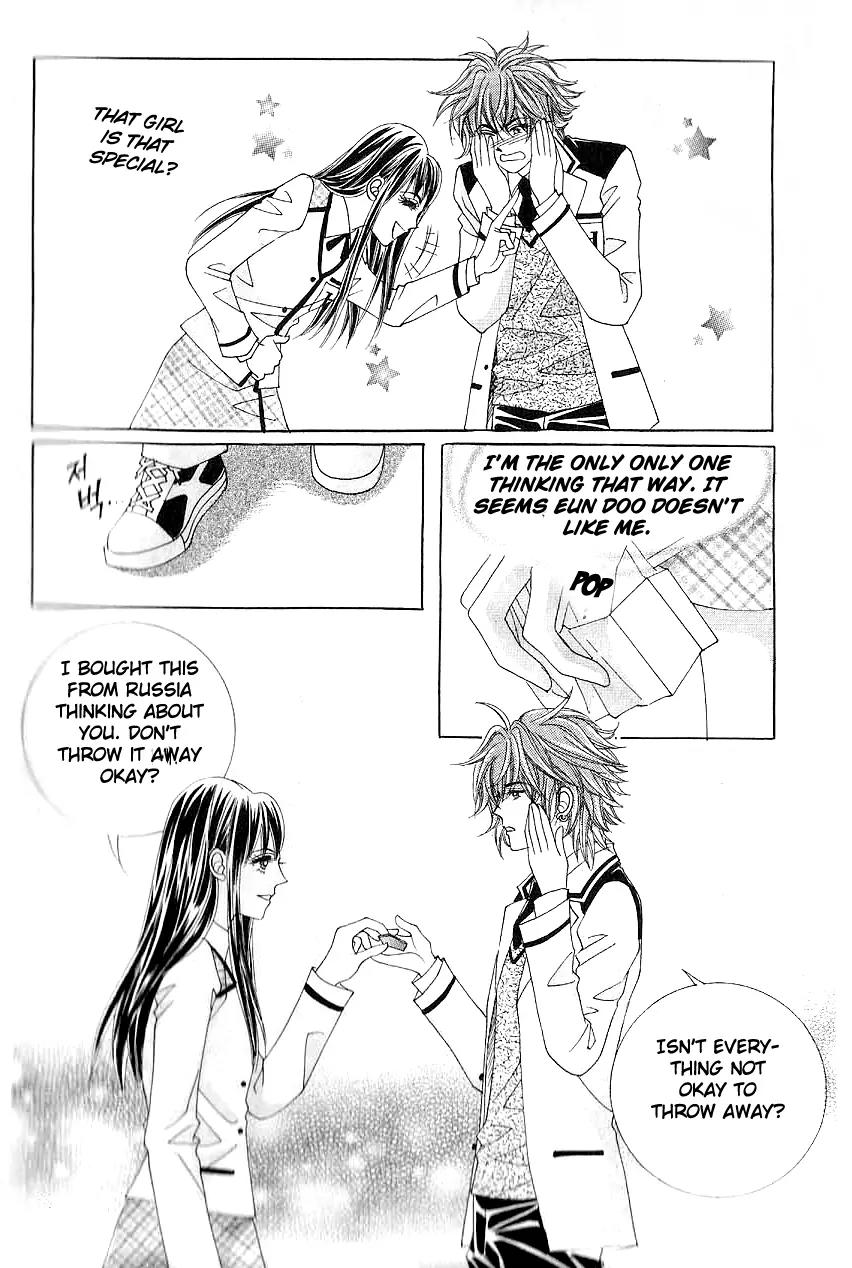 THAT GIRL
IS THAT
SPECIAL?
저
벅...
I'M THE ONLY ONLY ONE
THINKING THAT WAY. IT
SEEMS EUN DOO DOESN'T
LIKE ME.
POP
I BOUGHT THIS
FROM RUSSIA
THINKING ABOUT
YOU. DON'T
THROW IT AWAY
OKAY?
ISN'T EVERY-
THING NOT
OKAY TO
THROW AWAY?